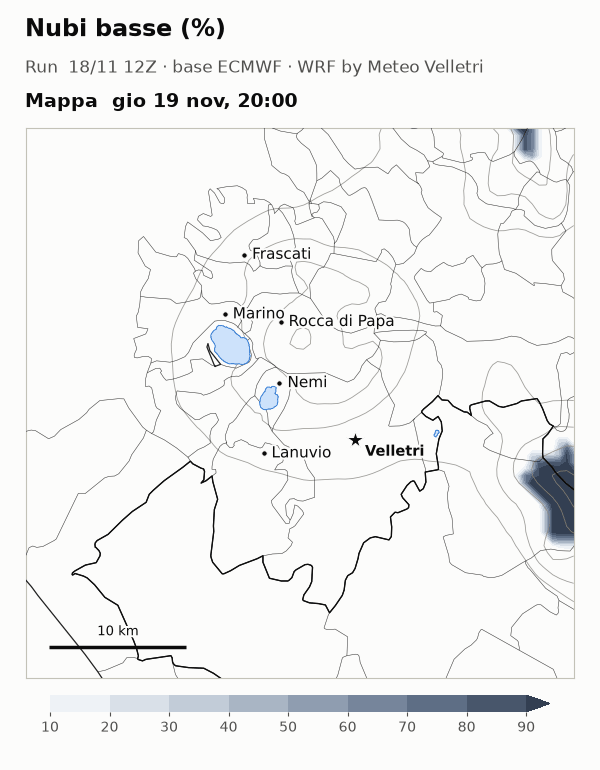 Nubi basse (%)
Run  18/11 12Z · base ECMWF · WRF by Meteo Velletri
Mappa  gio 19 nov, 20:00
Frascati
Marino
Rocca di Papa
Nemi
Velletri
Lanuvio
10 km
10 20 30 40 50 60 70 80 90